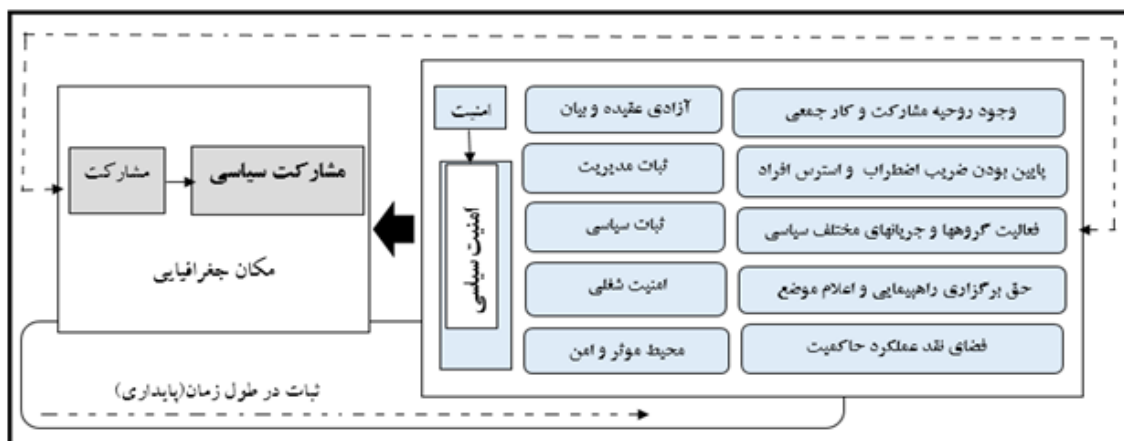 امنیت
امنیت سیاسی
وجود روحیه مشارکت و کار جمعی
آزادی عقیده و بیان
پایین بودن ضریب اضطراب و استرس افراد
ثبات مدیریت
فعالیت گروهها و جریانهای مختلف سیاسی
ثبات سیاسی
حق برگزاری راهپیمایی و اعلام موضع
امنیت شغلی
فضای نقد عملکرد حاکمیت
محیط موثر و امن
مشارکت سیاسی
مشارکت
مکان جغرافیایی
ثبات در طول زمان(پایداری)